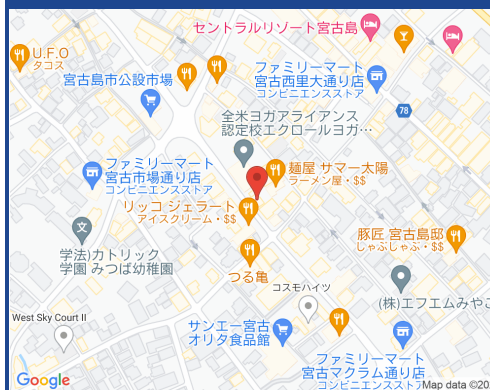 セントラルリゾート宮古島
U.F.O
タコス
宮古島市公設市場
ファミリーマート
宮古西里大通り店
コンビニエンスストア
78
全米ヨガアライアンス
認定校エクロールヨガ…
ファミリーマート
宮古市場通り店
コンビニエンスストア
麺屋 サマー太陽
ラーメン屋・$$
リッコ ジェラート
アイスクリーム・$$
文
学法)カトリック
学園 みつば幼稚園
豚匠 宮古島邸
しゃぶしゃぶ・$$
つる亀
コスモハイツ
(株)エフエムみやこ
West Sky Court II
サンエー宮古
オリタ食品館
ファミリーマート
宮古マクラム通り店
コンビニエンスストア
Google
Map data ©20